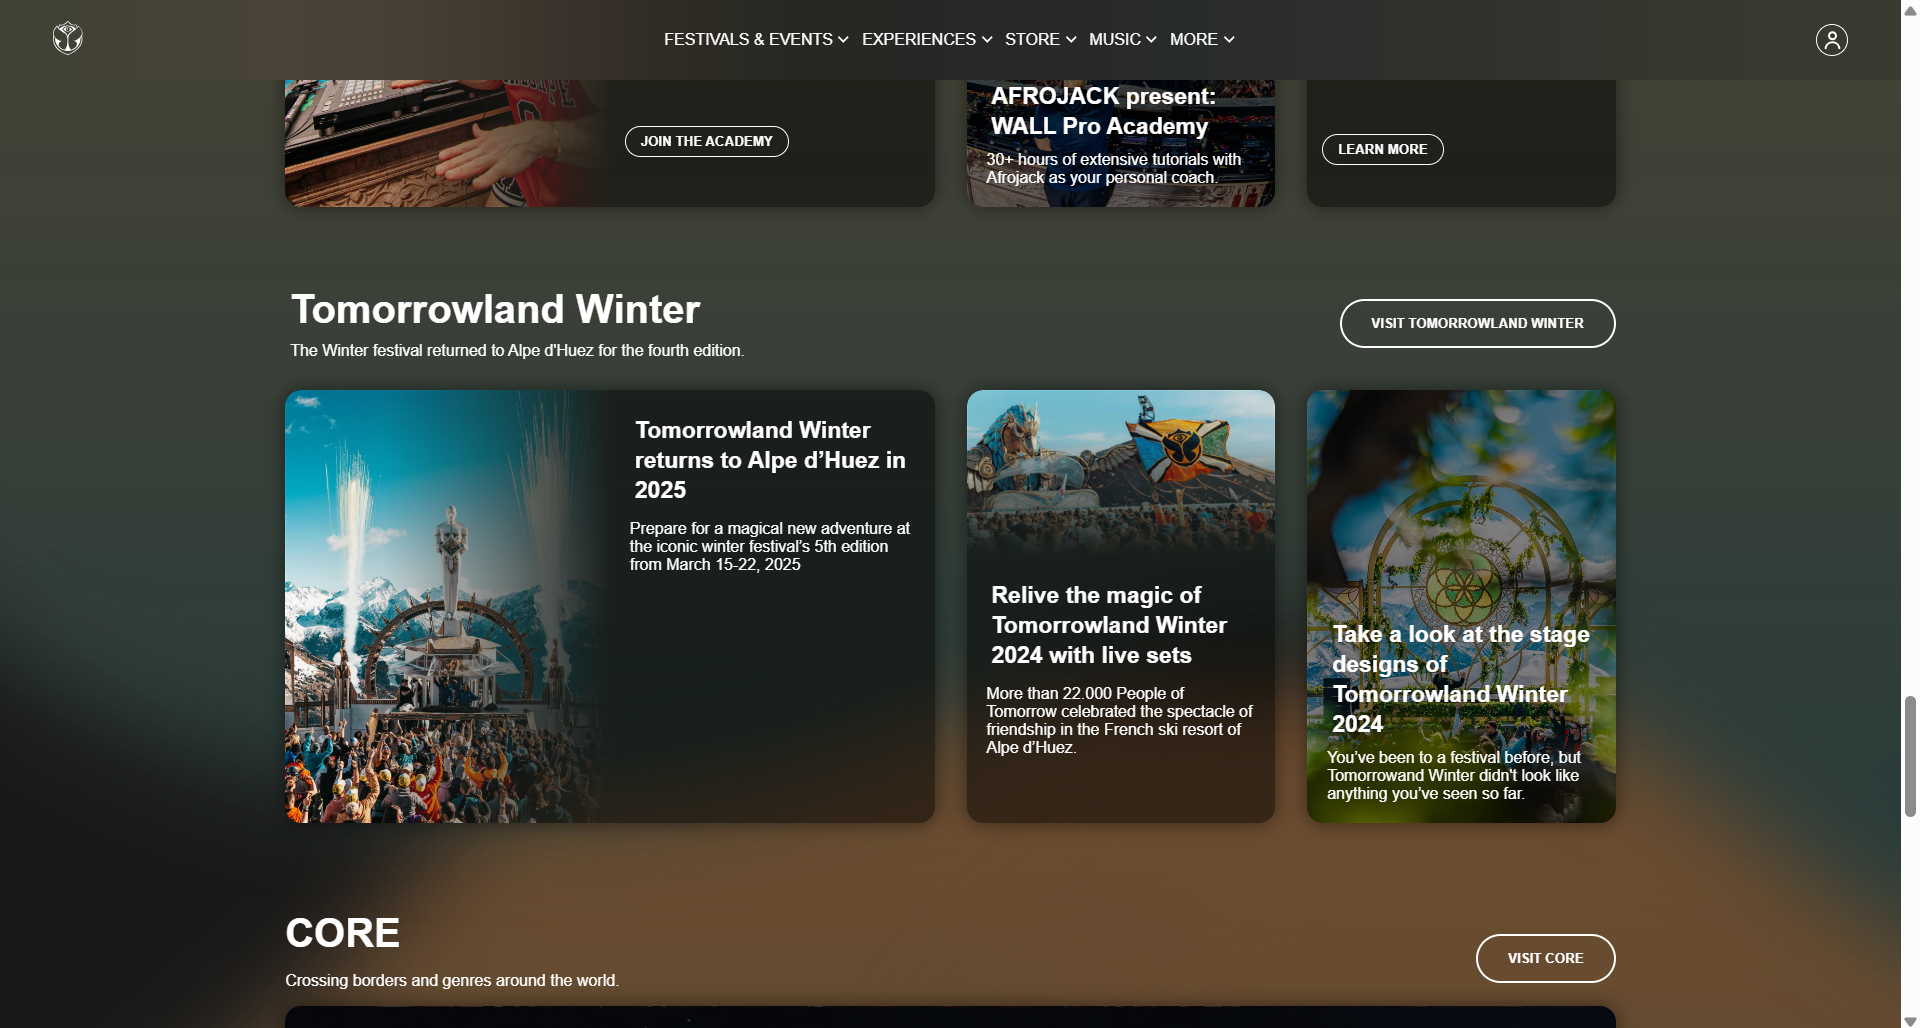 FESTIVALS & EVENTS EXPERIENCES STORE MUSIC MORE
JOIN THE ACADEMY
AFROJACK present:
WALL Pro Academy
30+ hours of extensive tutorials with
Afrojack as your personal coach.
LEARN MORE
Tomorrowland Winter
The Winter festival returned to Alpe d'Huez for the fourth edition.
VISIT TOMORROWLAND WINTER
Tomorrowland Winter
returns to Alpe d’Huez in
2025
Prepare for a magical new adventure at
the iconic winter festival’s 5th edition
from March 15-22, 2025
Relive the magic of
Tomorrowland Winter
2024 with live sets
More than 22.000 People of
Tomorrow celebrated the spectacle of
friendship in the French ski resort of
Alpe d’Huez.
Take a look at the stage
designs of
Tomorrowland Winter
2024
You’ve been to a festival before, but
Tomorrowand Winter didn't look like
anything you’ve seen so far.
CORE
Crossing borders and genres around the world.
VISIT CORE